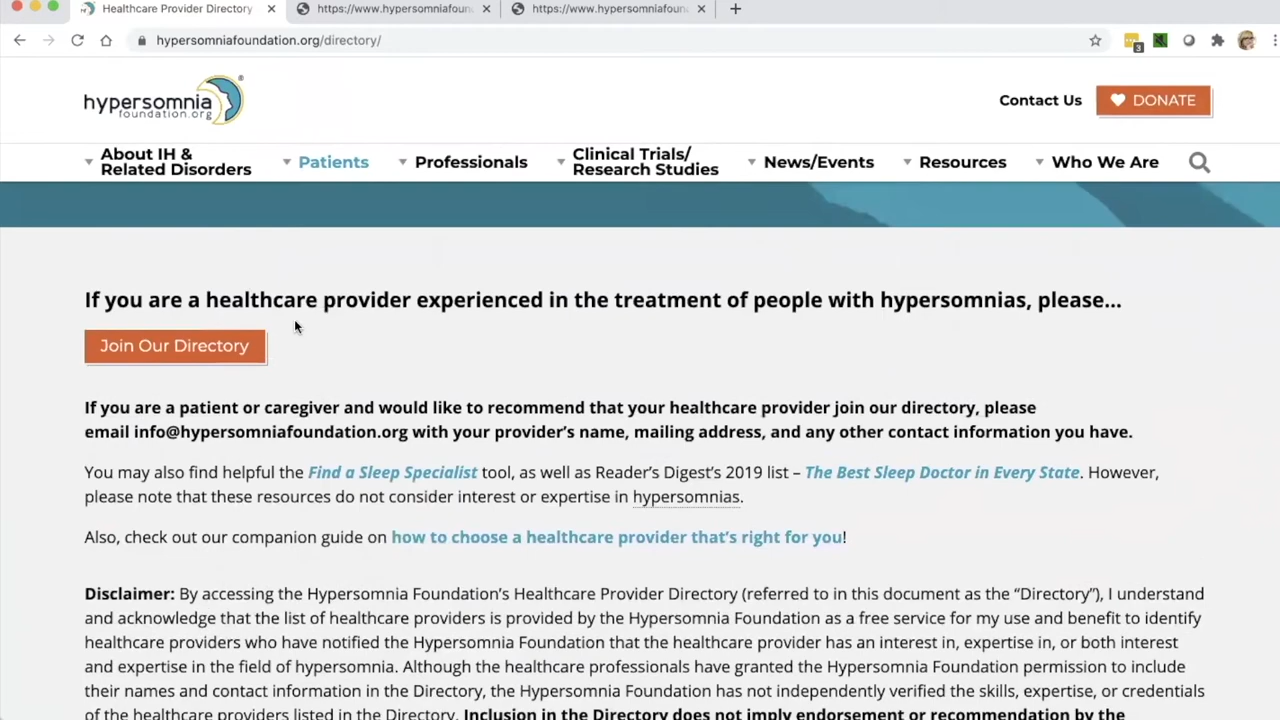 Healthcare Provider Directory
https://www.hypersomniafoun
https://www.hypersomniafoun
hypersomniafoundation.org/directory/
3
hypersomnia
foundation.org
®
Contact Us
DONATE
About IH &
Related Disorders
Patients
Professionals
Clinical Trials/
Research Studies
News/Events
Resources
Who We Are
If you are a healthcare provider experienced in the treatment of people with hypersomnias, please...
Join Our Directory
If you are a patient or caregiver and would like to recommend that your healthcare provider join our directory, please
email info@hypersomniafoundation.org with your provider's name, mailing address, and any other contact information you have.
You may also find helpful the Find a Sleep Specialist tool, as well as Reader's Digest's 2019 list – The Best Sleep Doctor in Every State. However,
please note that these resources do not consider interest or expertise in hypersomnias.
Also, check out our companion guide on how to choose a healthcare provider that's right for you!
Disclaimer: By accessing the Hypersomnia Foundation's Healthcare Provider Directory (referred to in this document as the “Directory”), I understand
and acknowledge that the list of healthcare providers is provided by the Hypersomnia Foundation as a free service for my use and benefit to identify
healthcare providers who have notified the Hypersomnia Foundation that the healthcare provider has an interest in, expertise in, or both interest
and expertise in the field of hypersomnia. Although the healthcare professionals have granted the Hypersomnia Foundation permission to include
their names and contact information in the Directory, the Hypersomnia Foundation has not independently verified the skills, expertise, or credentials
of the healthcare providers listed in the Directory. Inclusion in the Directory does not imply endorsement or recommendation by the